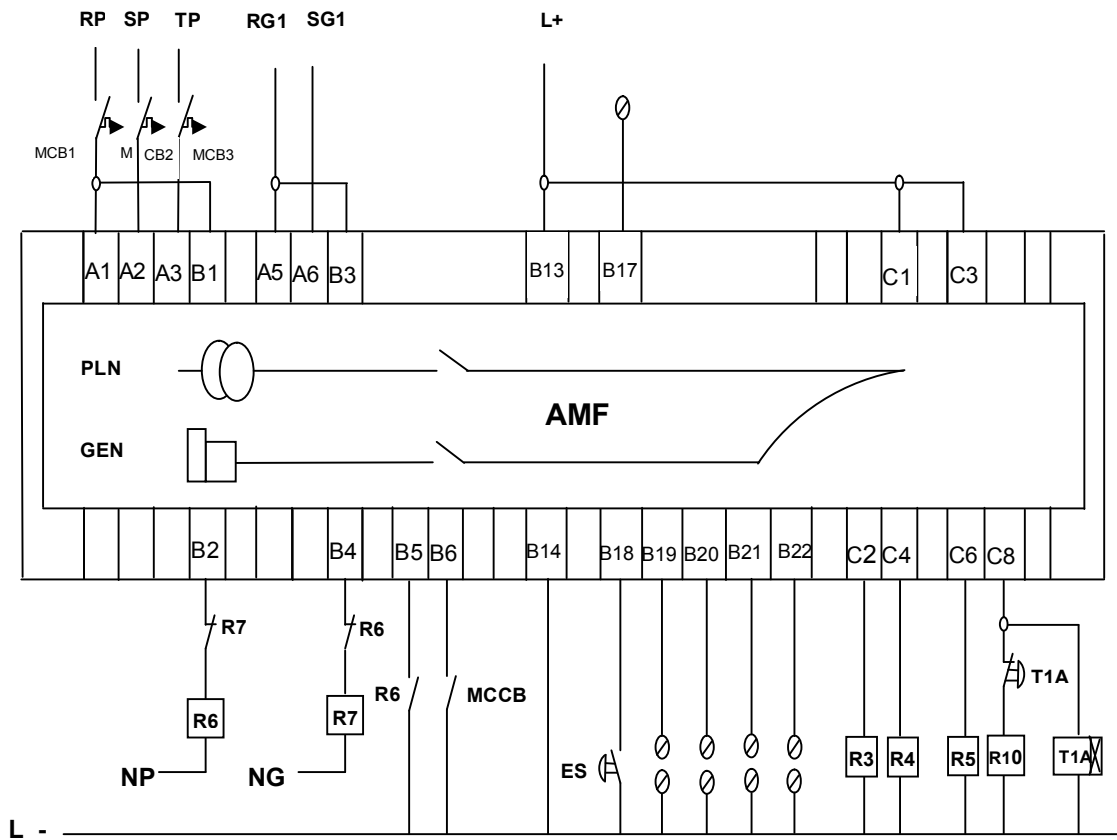 RP SP TP RG1 SG1 L+
MCB1 M CB2 MCB3
A1 A2 A3 B1 A5 A6 B3 B13 B17 C1 C3
PLN
AMF
GEN
B2 B4 B5 B6 B14 B18 B19 B20 B21 B22 C2 C4 C6 C8
R7 R6
R6 MCCB T1A
R6 R7
ES R3 R4 R5 R10 T1A
NP NG
L -